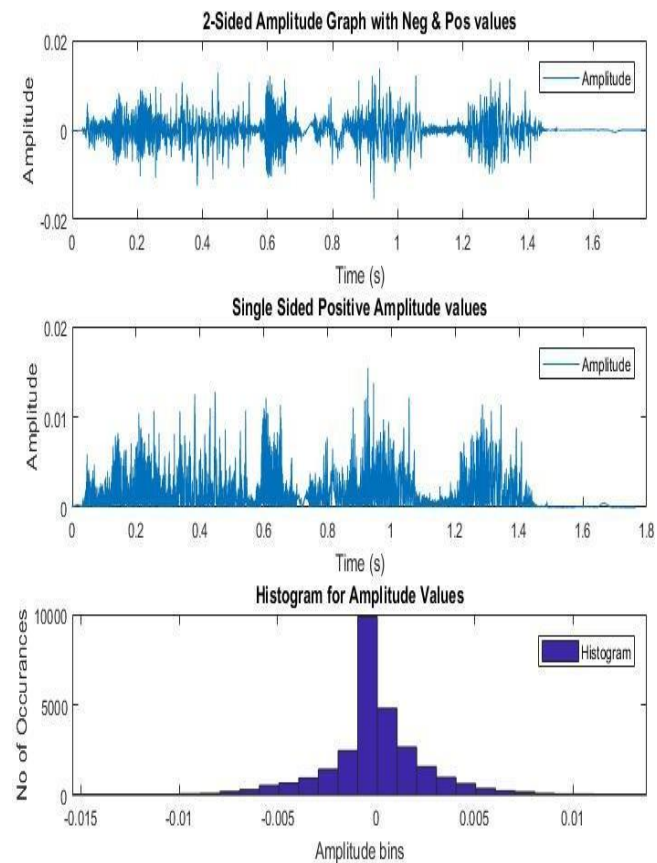 2-Sided Amplitude Graph with Neg & Pos values
0.02
0
-0.02
Amplitude
Amplitude
0 0.2 0.4 0.6 0.8 1 1.2 1.4 1.6
Time (s)
Single Sided Positive Amplitude values
0.02
0.01
0
Amplitude
Amplitude
0 0.2 0.4 0.6 0.8 1 1.2 1.4 1.6 1.8
Time (s)
Histogram for Amplitude Values
10000
5000
0
No of Occurances
Histogram
-0.015 -0.01 -0.005 0 0.005 0.01
Amplitude bins